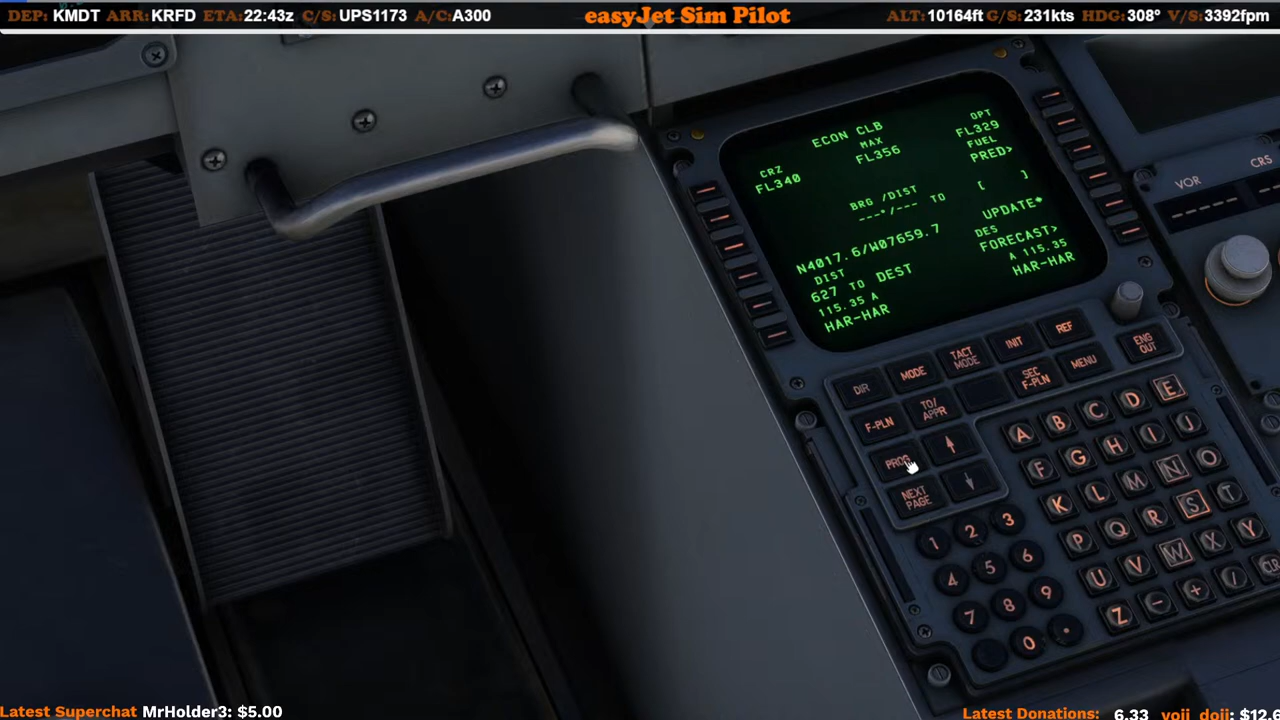 DEP: KMDT ARR: KRFD ETA: 22:43z C/S: UPS1173 A/C: A300
easyJet Sim Pilot
ALT: 10164ft G/S: 231kts HDG: 308° V/S: 3392fpm
ECON CLB
OPT
CRZ MAX FL329
FL340 FL356 FUEL
PRED>
BRG /DIST
---°/--- TO [ ]
UPDATE*
N4017.6/W07659.7
DIST DES
627 TO DEST FORECAST>
115.35 A A 115.35
HAR-HAR HAR-HAR
VOR CRS
DIR MODE TACT MODE INIT REF
ENG OUT
F-PLN TO/APPR SEC F-PLN MENU
PROG
NEXT PAGE
A B C D E
F G H I J
K L M N O
P Q R S T
U V W X Y
Z − + / CLR
1 2 3
4 5 6
7 8 9
0 .
Latest Superchat MrHolder3: $5.00
Latest Donations: 6.33 yoji_doji: $12.6